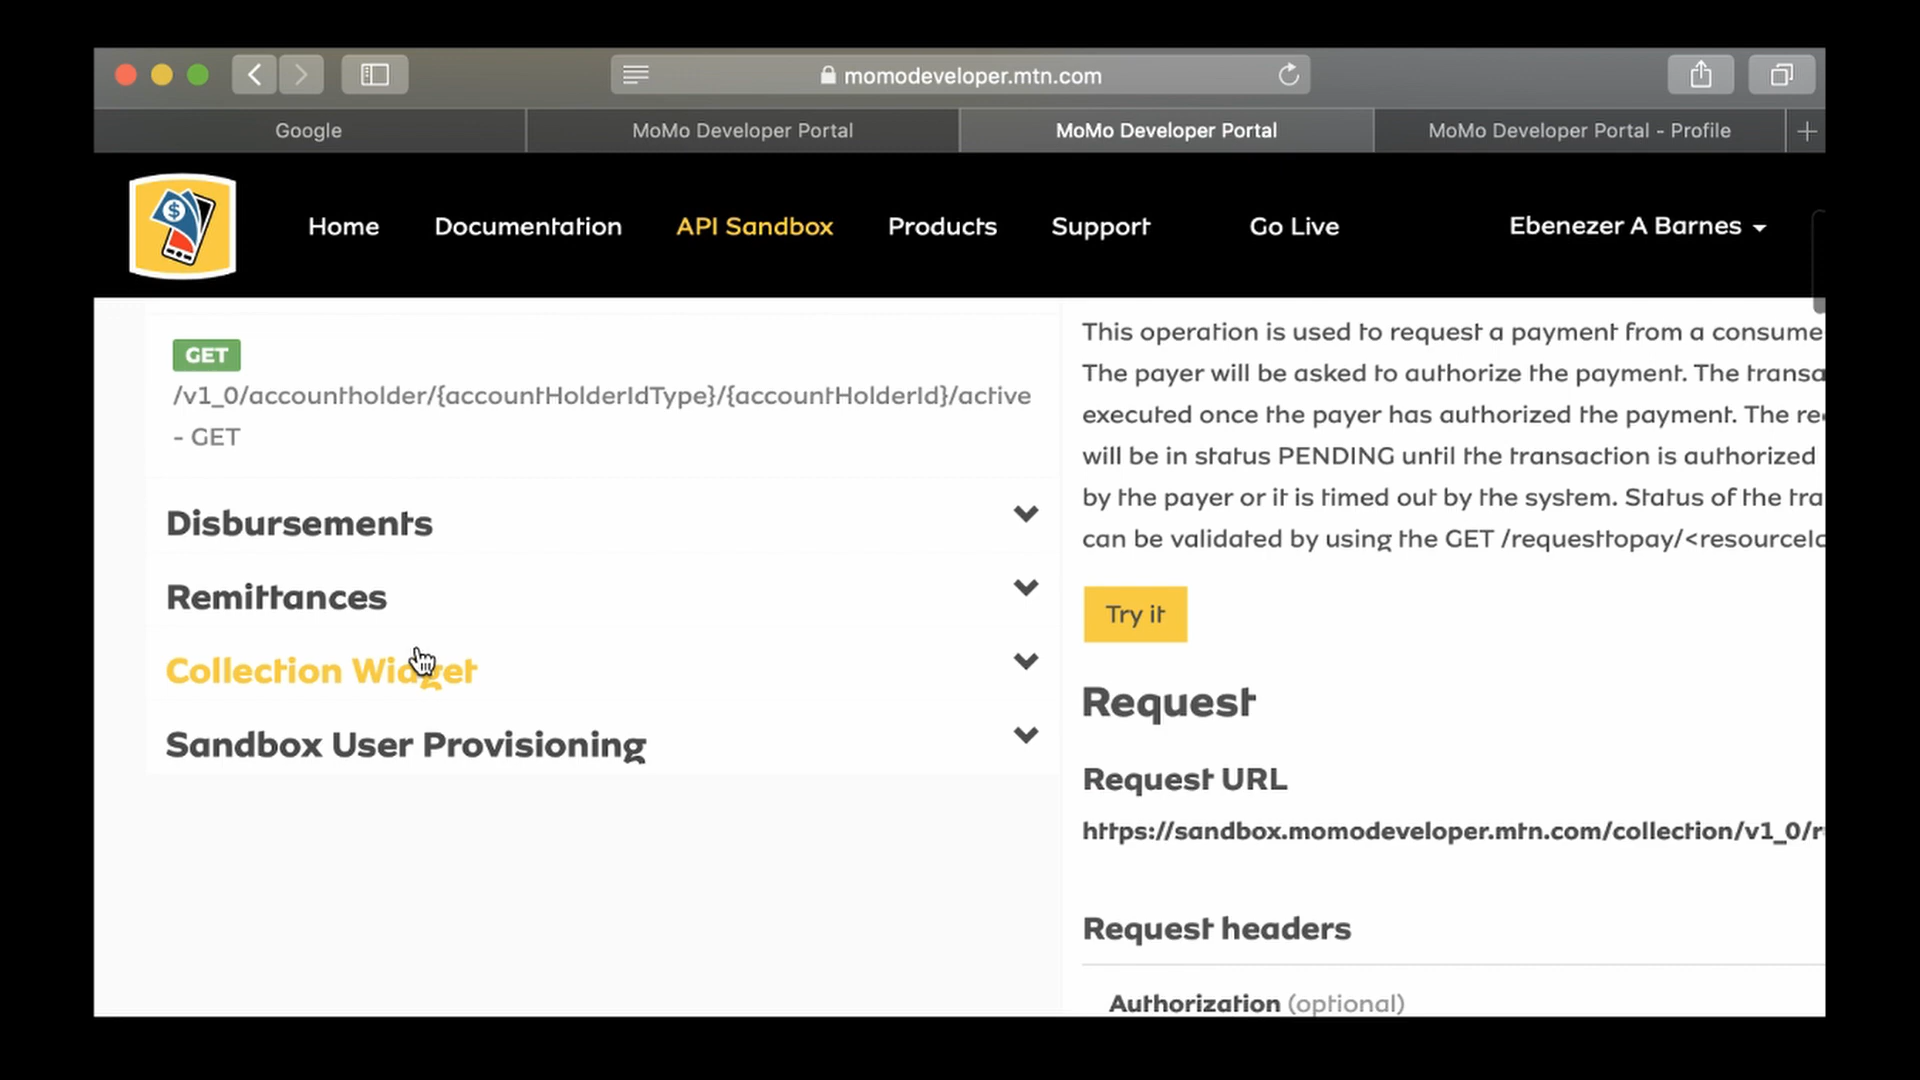 momodeveloper.mtn.com
Google
MoMo Developer Portal
MoMo Developer Portal
MoMo Developer Portal - Profile
Home
Documentation
API Sandbox
Products
Support
Go Live
Ebenezer A Barnes
GET
/v1_0/accountholder/{accountHolderIdType}/{accountHolderId}/active
- GET
Disbursements
Remittances
Collection Widget
Sandbox User Provisioning
This operation is used to request a payment from a consume
The payer will be asked to authorize the payment. The transa
executed once the payer has authorized the payment. The re
will be in status PENDING until the transaction is authorized
by the payer or it is timed out by the system. Status of the tra
can be validated by using the GET /requesttopay/<resourceI
Try it
Request
Request URL
https://sandbox.momodeveloper.mtn.com/collection/v1_0/r
Request headers
Authorization (optional)